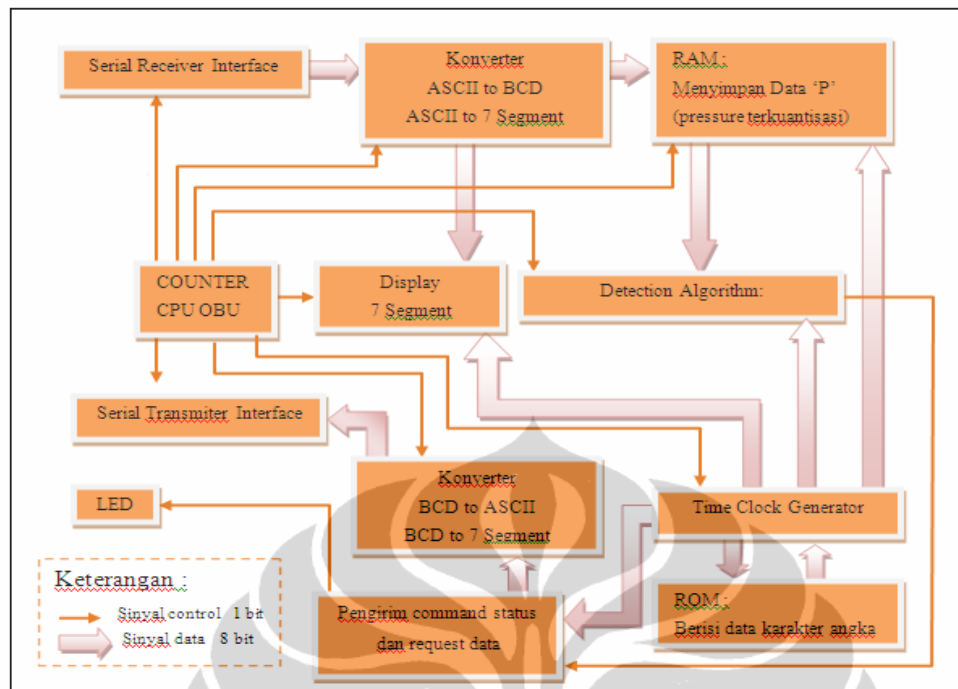 Serial Receiver Interface
Konverter
ASCII to BCD
ASCII to 7 Segment
RAM :
Menyimpan Data ‘P’
(pressure terkuantisasi)
COUNTER
CPU OBU
Display
7 Segment
Detection Algorithm:
Serial Transmiter Interface
Konverter
BCD to ASCII
BCD to 7 Segment
Time Clock Generator
LED
Keterangan :
Sinyal control 1 bit
Sinyal data 8 bit
Pengirim command status
dan request data
ROM :
Berisi data karakter angka